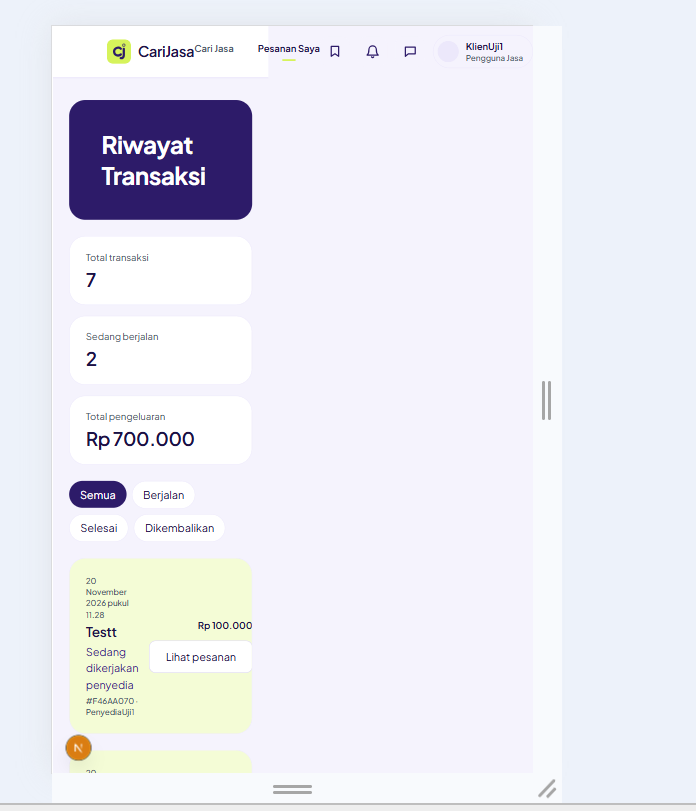 cj CariJasa Cari Jasa Pesanan Saya KlienUji1
Pengguna Jasa
Riwayat
Transaksi
Total transaksi
7
Sedang berjalan
2
Total pengeluaran
Rp 700.000
Semua Berjalan
Selesai Dikembalikan
20
November
2026 pukul
11.28
Testt
Sedang
dikerjakan
penyedia
#F46AA070 ·
PenyediaUji1
Rp 100.000
Lihat pesanan
N
20